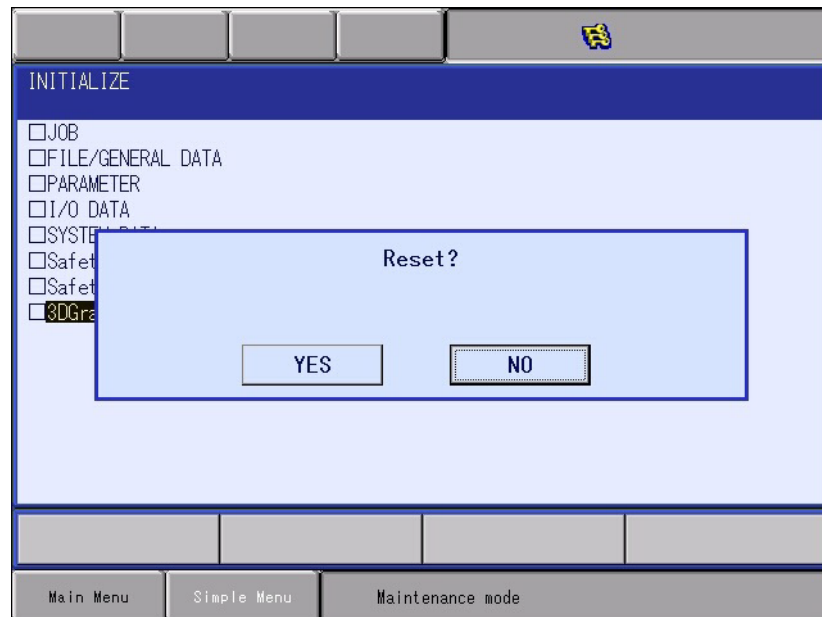 INITIALIZE
□JOB
□FILE/GENERAL DATA
□PARAMETER
□I/O DATA
□SYSTE
□Safet
□Safet
□3DGra
Reset?
YES
NO
Main Menu
Simple Menu
Maintenance mode